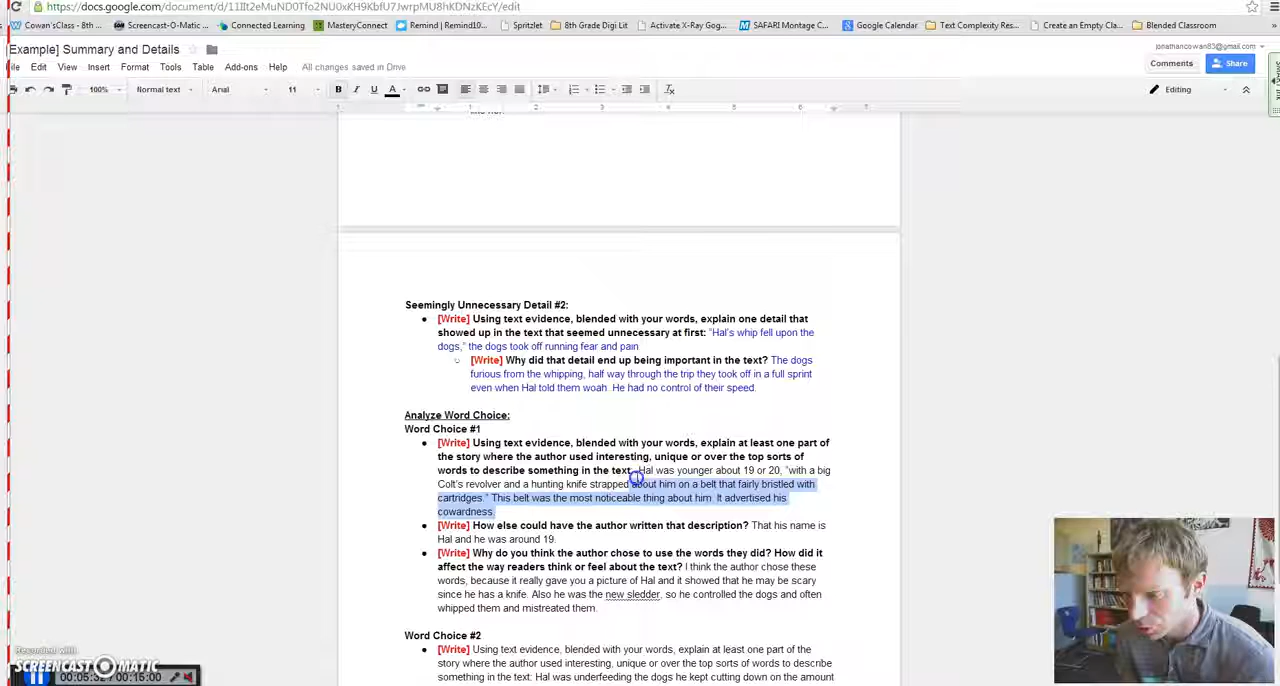 https://docs.google.com/document/d/11IIt2eMuND0Tfo2NU0xKH9KbfU7JwrpMU8hKDNzKEcY/edit
Cowan'sClass - 8th ... Screencast-O-Matic ... Connected Learning MasteryConnect Remind | Remind10... Spritzlet 8th Grade Digi Lit Activate X-Ray Gog... SAFARI Montage C... Google Calendar Text Complexity Res... Create an Empty Cla... Blended Classroom »
jonathancowan83@gmail.com
[Example] Summary and Details
Comments Share
File Edit View Insert Format Tools Table Add-ons Help All changes saved in Drive
100% Normal text Arial 11 B I U A Editing
1 1 2 3 4 5 6 7
Seemingly Unnecessary Detail #2:
[Write] Using text evidence, blended with your words, explain one detail that
showed up in the text that seemed unnecessary at first: "Hal's whip fell upon the
dogs," the dogs took off running fear and pain
[Write] Why did that detail end up being important in the text? The dogs
furious from the whipping, half way through the trip they took off in a full sprint
even when Hal told them woah. He had no control of their speed.
Analyze Word Choice:
Word Choice #1
[Write] Using text evidence, blended with your words, explain at least one part of
the story where the author used interesting, unique or over the top sorts of
words to describe something in the text. Hal was younger about 19 or 20, "with a big
Colt's revolver and a hunting knife strapped about him on a belt that fairly bristled with
cartridges." This belt was the most noticeable thing about him. It advertised his
cowardness.
[Write] How else could have the author written that description? That his name is
Hal and he was around 19.
[Write] Why do you think the author chose to use the words they did? How did it
affect the way readers think or feel about the text? I think the author chose these
words, because it really gave you a picture of Hal and it showed that he may be scary
since he has a knife. Also he was the new sledder, so he controlled the dogs and often
whipped them and mistreated them.
Word Choice #2
[Write] Using text evidence, blended with your words, explain at least one part of the
story where the author used interesting, unique or over the top sorts of words to describe
something in the text: Hal was underfeeding the dogs he kept cutting down on the amount
Recorded with
SCREENCAST-O-MATIC
00:05:32 / 00:15:00